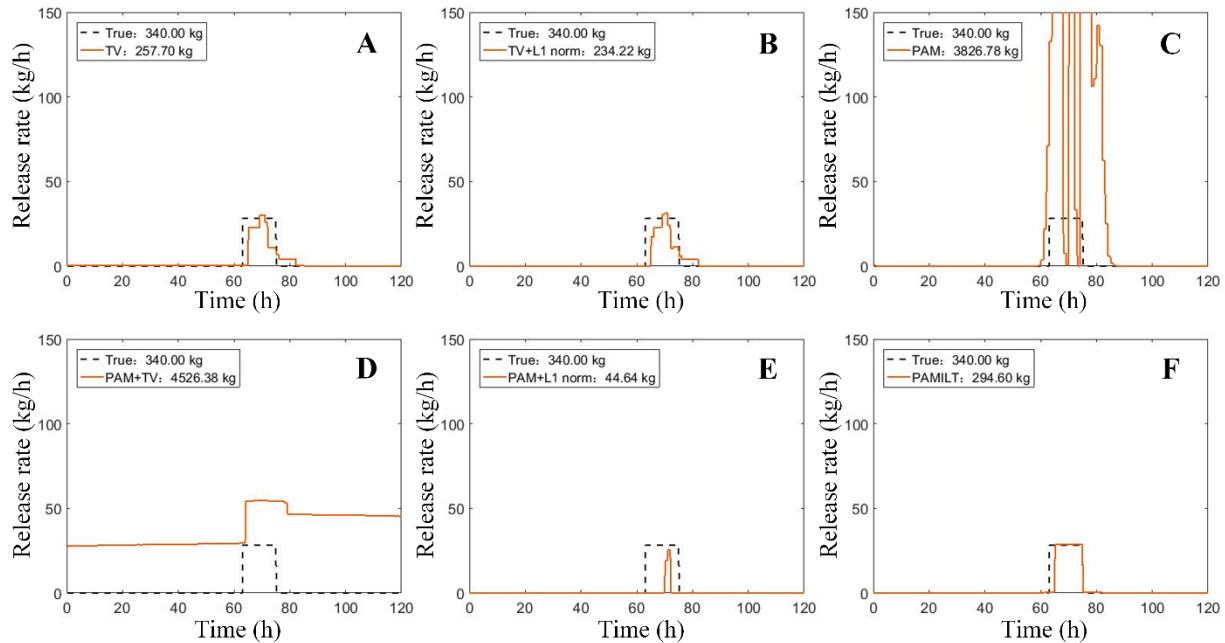 150
100
50
0
Release rate (kg/h)
True：340.00 kg
TV：257.70 kg
A
0 20 40 60 80 100 120
Time (h)
150
100
50
0
Release rate (kg/h)
True：340.00 kg
TV+L1 norm：234.22 kg
B
0 20 40 60 80 100 120
Time (h)
150
100
50
0
Release rate (kg/h)
True：340.00 kg
PAM：3826.78 kg
C
0 20 40 60 80 100 120
Time (h)
150
100
50
0
Release rate (kg/h)
True：340.00 kg
PAM+TV：4526.38 kg
D
0 20 40 60 80 100 120
Time (h)
150
100
50
0
Release rate (kg/h)
True：340.00 kg
PAM+L1 norm：44.64 kg
E
0 20 40 60 80 100 120
Time (h)
150
100
50
0
Release rate (kg/h)
True：340.00 kg
PAMILT：294.60 kg
F
0 20 40 60 80 100 120
Time (h)